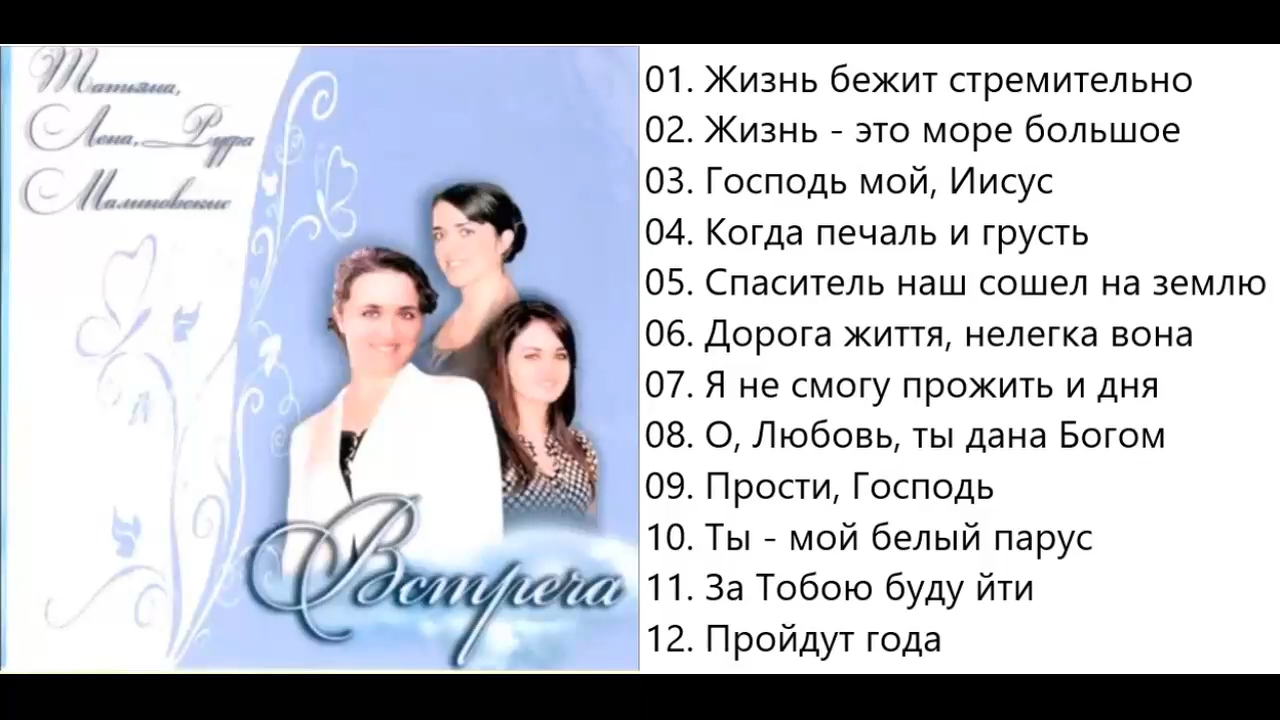 Татьяна,
Лена, Руфа
Малиновские
Встреча
01. Жизнь бежит стремительно
02. Жизнь - это море большое
03. Господь мой, Иисус
04. Когда печаль и грусть
05. Спаситель наш сошел на землю
06. Дорога життя, нелегка вона
07. Я не смогу прожить и дня
08. О, Любовь, ты дана Богом
09. Прости, Господь
10. Ты - мой белый парус
11. За Тобою буду йти
12. Пройдут года